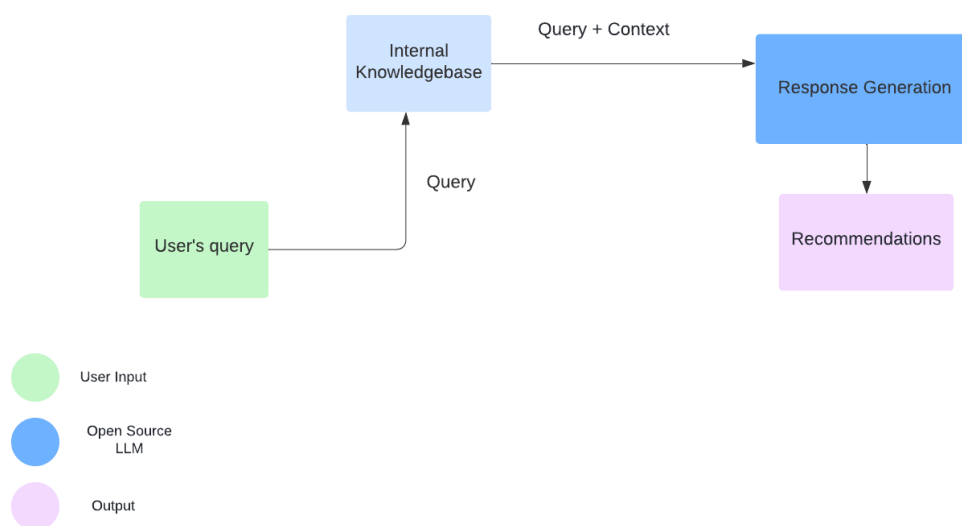 Query + Context
Internal
Knowledgebase
Response Generation
Query
User's query
Recommendations
User Input
Open Source
LLM
Output